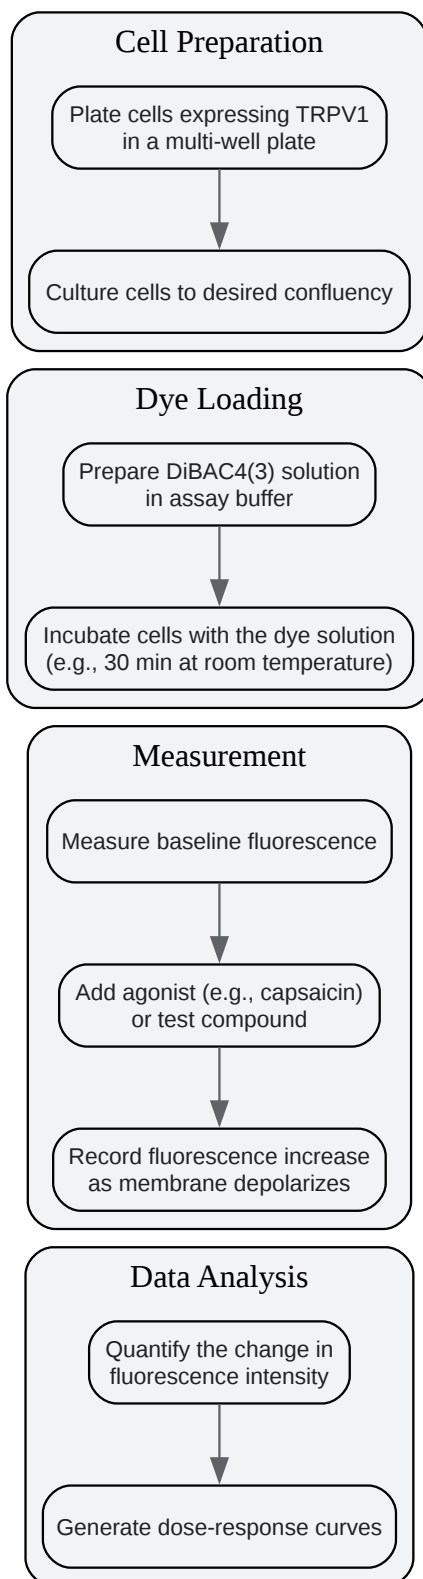 Cell Preparation
Plate cells expressing TRPV1
in a multi-well plate
Culture cells to desired confluency
Dye Loading
Prepare DiBAC4(3) solution
in assay buffer
Incubate cells with the dye solution
(e.g., 30 min at room temperature)
Measurement
Measure baseline fluorescence
Add agonist (e.g., capsaicin)
or test compound
Record fluorescence increase
as membrane depolarizes
Data Analysis
Quantify the change in
fluorescence intensity
Generate dose-response curves